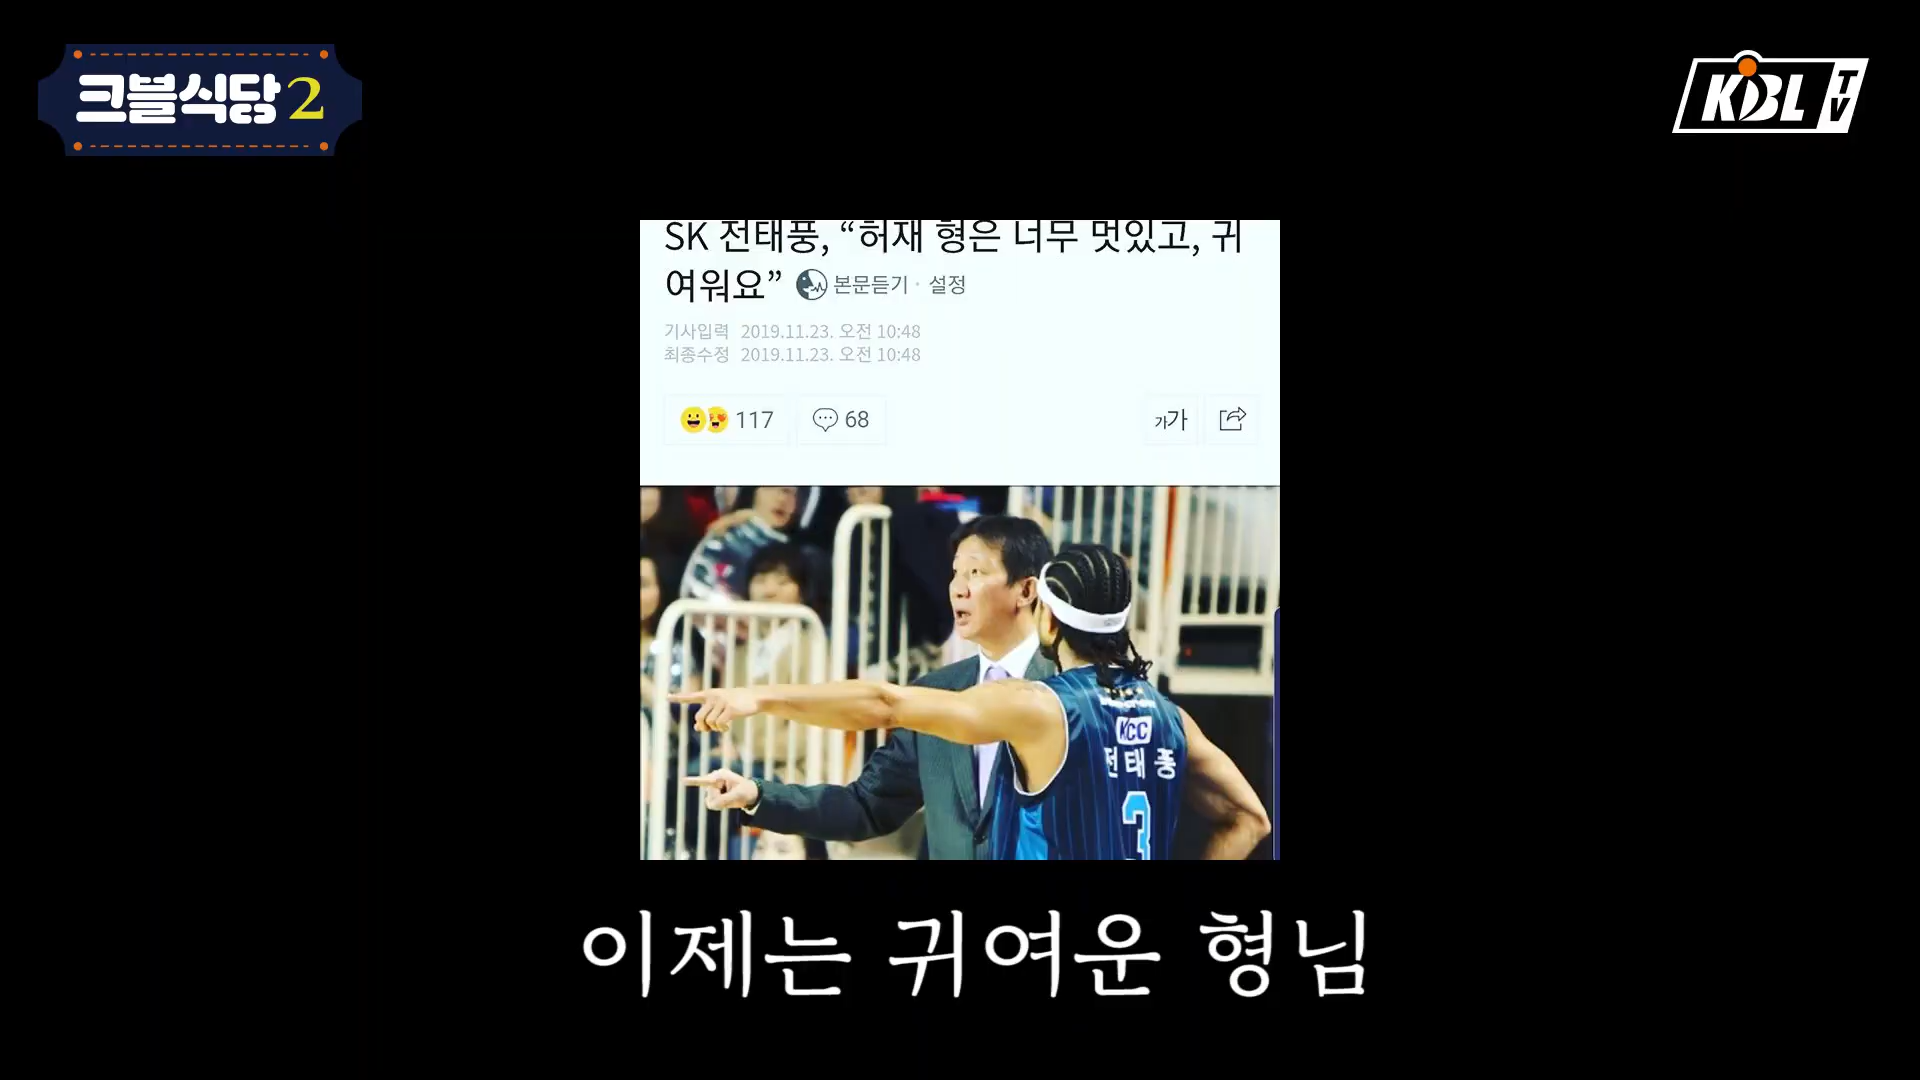 크블식당2
KBL TV
SK 전태풍, “허재 형은 너무 멋있고, 귀
여워요” 본문듣기 · 설정
기사입력 2019.11.23. 오전 10:48
최종수정 2019.11.23. 오전 10:48
117 68 가가
KCC
전태풍
3
이제는 귀여운 형님